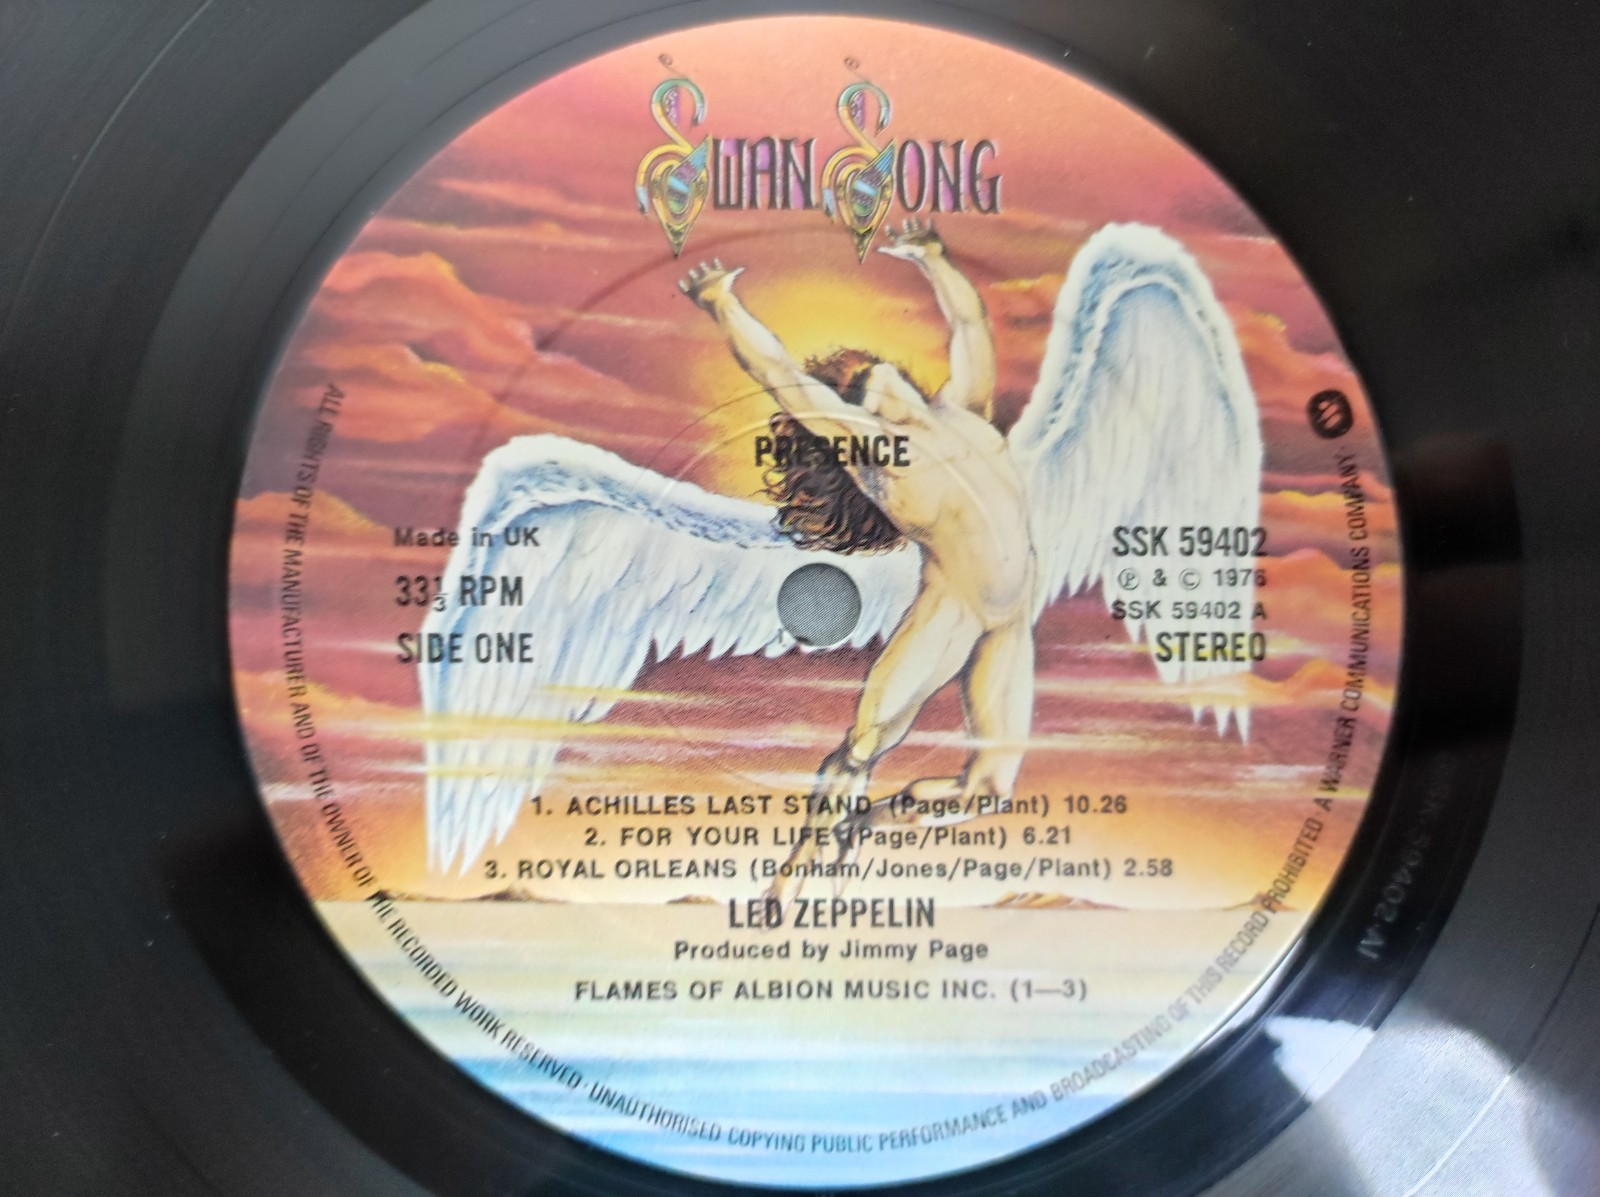 SWAN SONG
PRESENCE
Made in UK
33⅓ RPM
SIDE ONE
SSK 59402
℗ & © 1976
SSK 59402 A
STEREO
1. ACHILLES LAST STAND (Page/Plant) 10.26
2. FOR YOUR LIFE (Page/Plant) 6.21
3. ROYAL ORLEANS (Bonham/Jones/Page/Plant) 2.58
LED ZEPPELIN
Produced by Jimmy Page
FLAMES OF ALBION MUSIC INC. (1—3)
ALL RIGHTS OF THE MANUFACTURER AND OF THE OWNER OF THE RECORDED WORK RESERVED · UNAUTHORISED COPYING PUBLIC PERFORMANCE AND BROADCASTING OF THIS RECORD PROHIBITED · A WARNER COMMUNICATIONS COMPANY ·